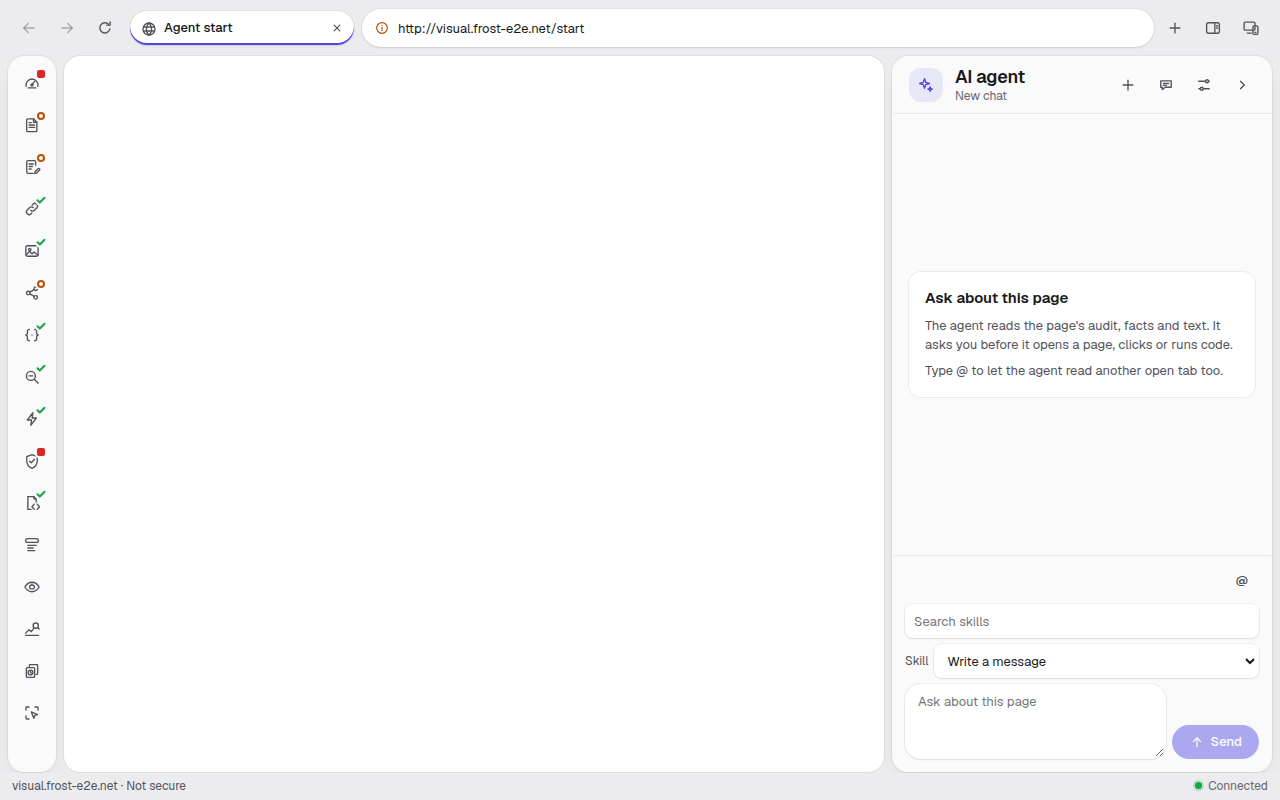 Agent start
http://visual.frost-e2e.net/start
AI agent
New chat
Ask about this page
The agent reads the page's audit, facts and text. It
asks you before it opens a page, clicks or runs code.
Type @ to let the agent read another open tab too.
@
Search skills
Skill
Write a message
Ask about this page
Send
visual.frost-e2e.net · Not secure
Connected